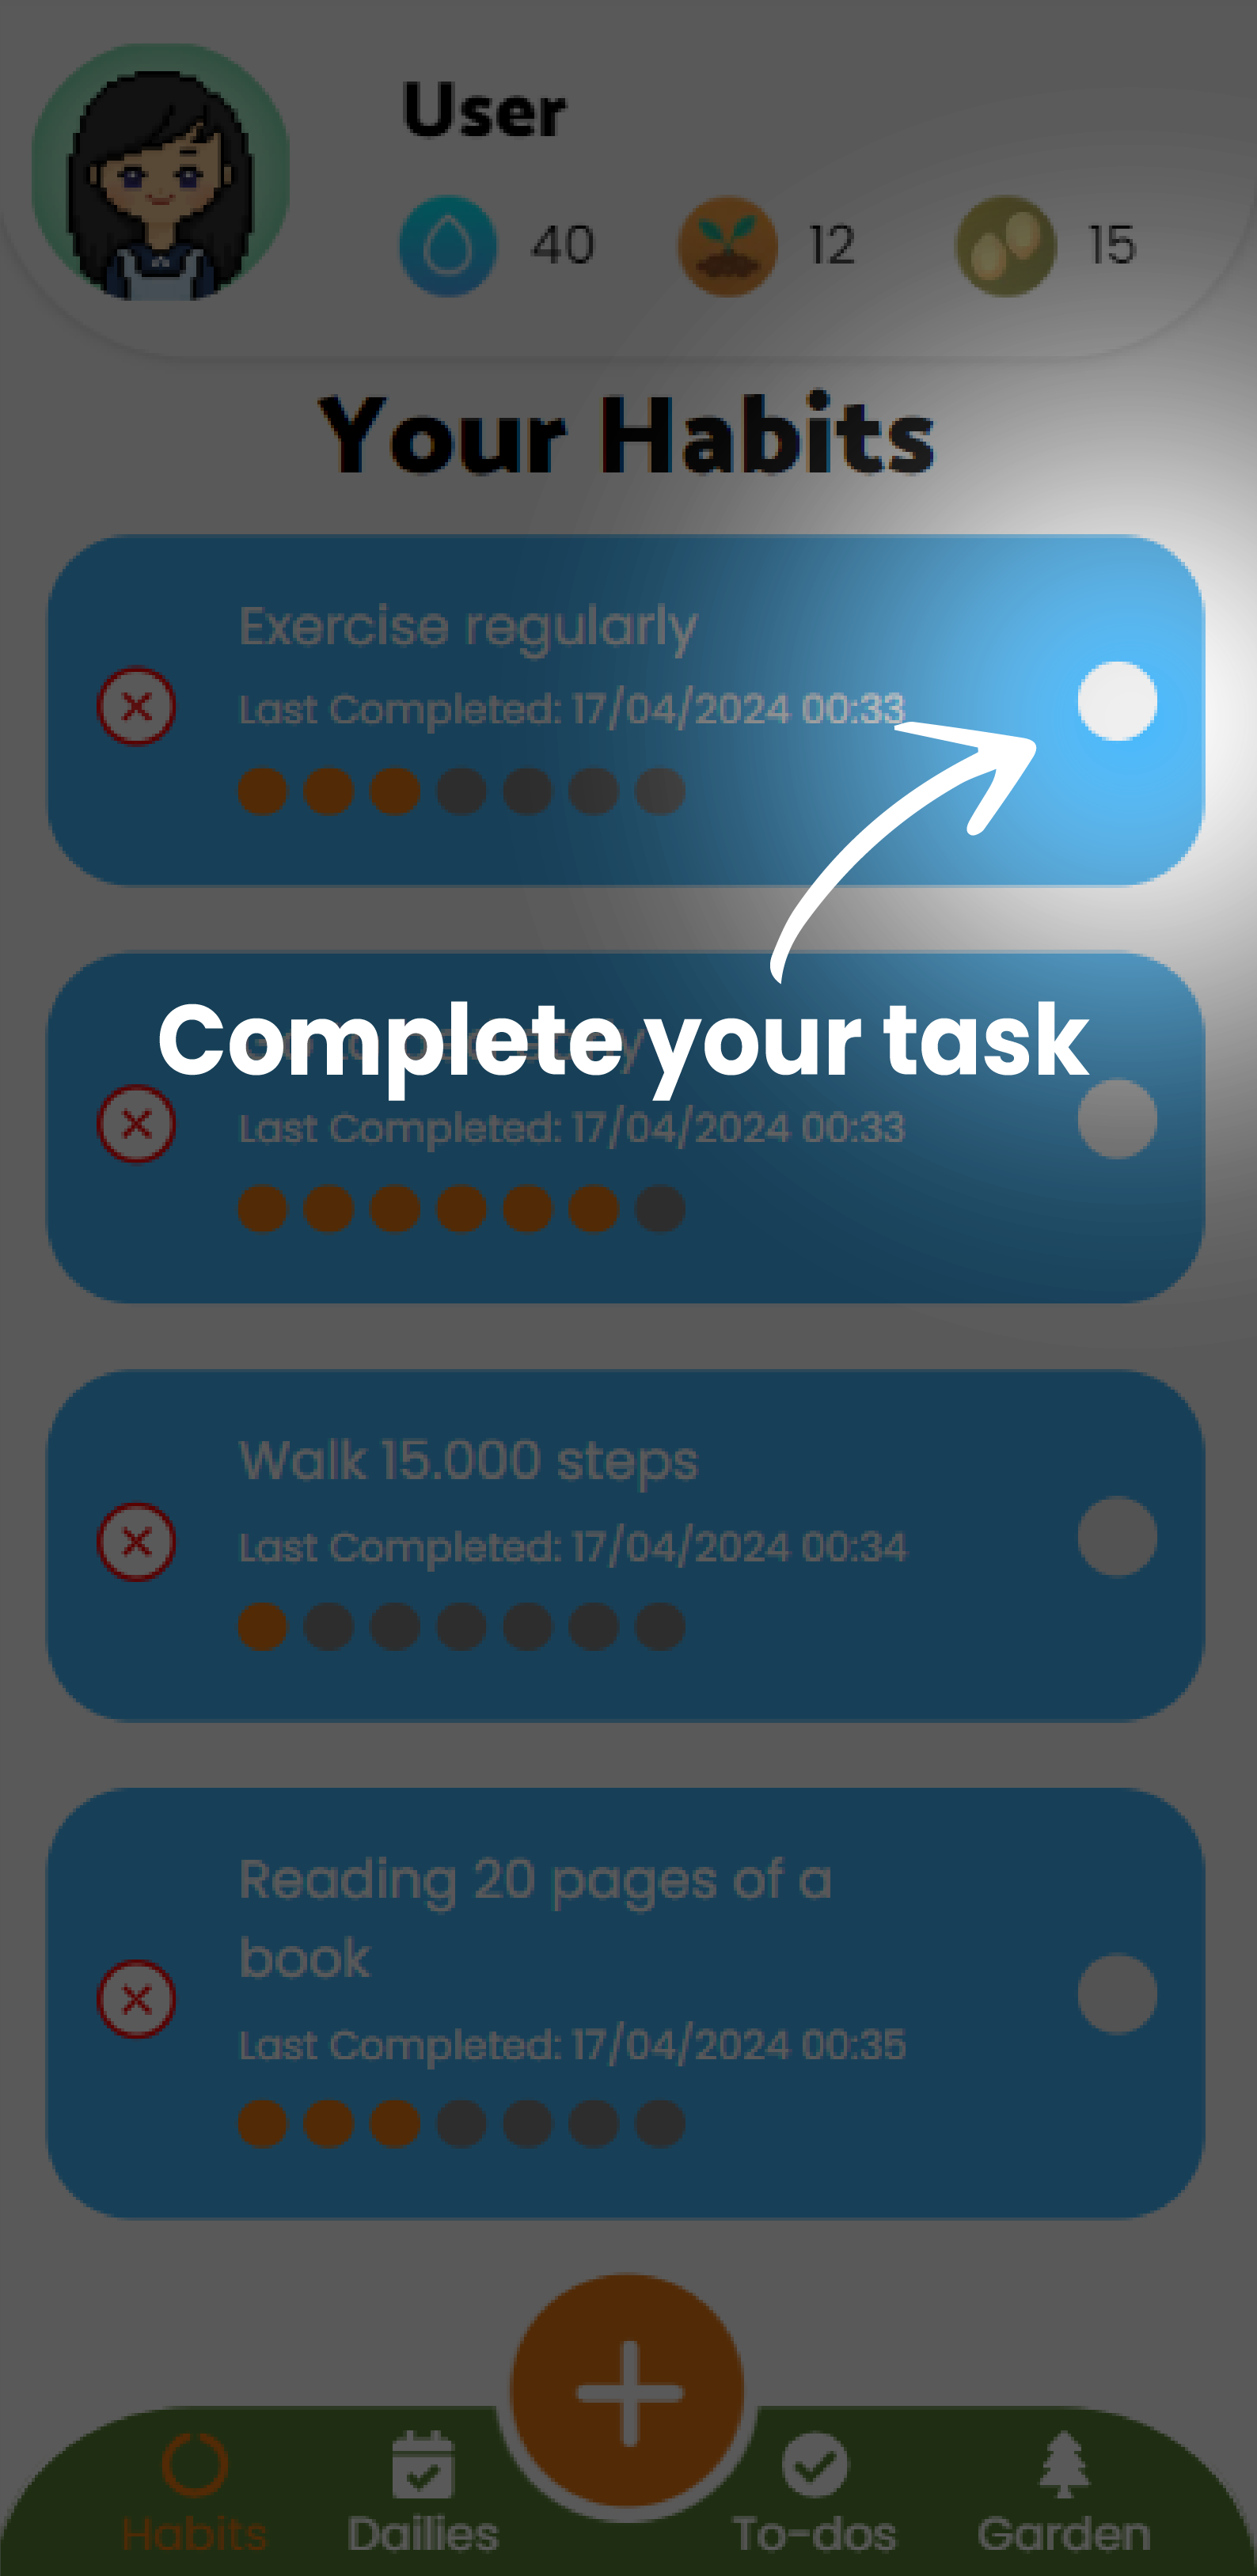 User
40 12 15
Your Habits
Exercise regularly
Last Completed: 17/04/2024 00:33
Complete your task
Last Completed: 17/04/2024 00:33
Walk 15.000 steps
Last Completed: 17/04/2024 00:34
Reading 20 pages of a
book
Last Completed: 17/04/2024 00:35
Habits Dailies To-dos Garden